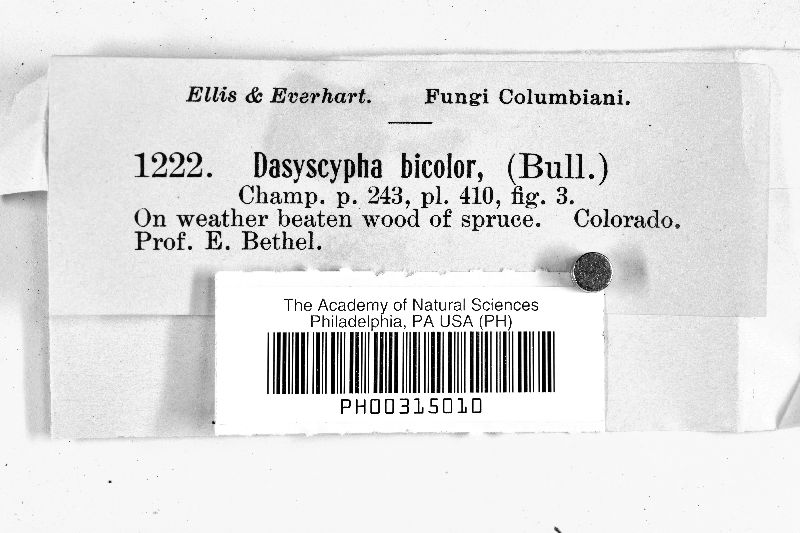 Ellis & Everhart. Fungi Columbiani.
1222. Dasyscypha bicolor, (Bull.)
Champ. p. 243, pl. 410, fig. 3.
On weather beaten wood of spruce. Colorado.
Prof. E. Bethel.
The Academy of Natural Sciences
Philadelphia, PA USA (PH)
PH00315010